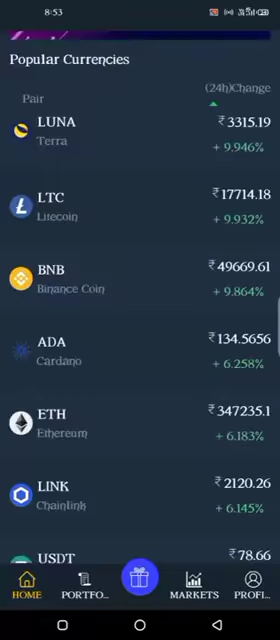 8:53
Popular Currencies
(24h)Change
Pair
LUNA ₹3315.19
Terra + 9.946%
LTC ₹17714.18
Litecoin + 9.932%
BNB ₹49669.61
Binance Coin + 9.864%
ADA ₹134.5656
Cardano + 6.258%
ETH ₹347235.1
Ethereum + 6.183%
LINK ₹2120.26
Chainlink + 6.145%
USDT ₹78.66
HOME PORTFO... MARKETS PROFI...